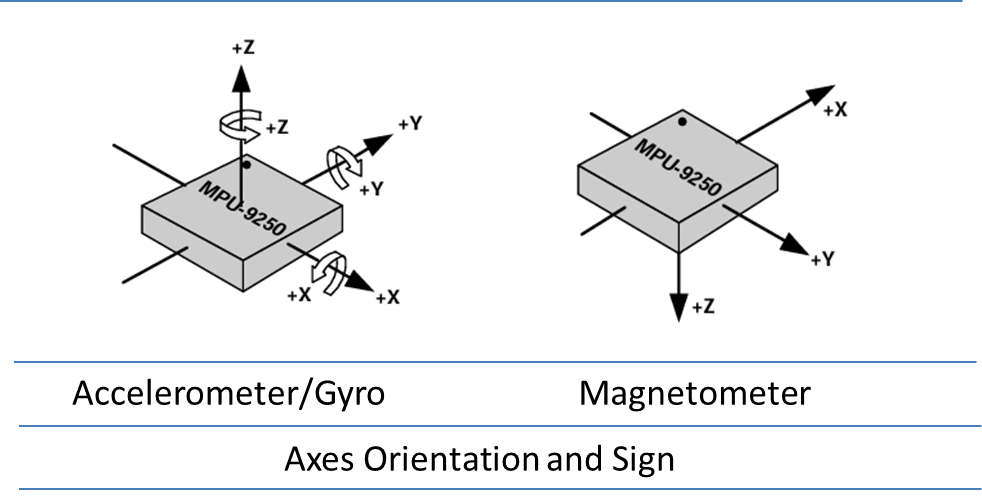 +Z
+Z
+Y
+Y
MPU-9250
+X
+X
+X
MPU-9250
+Y
+Z
Accelerometer/Gyro
Magnetometer
Axes Orientation and Sign